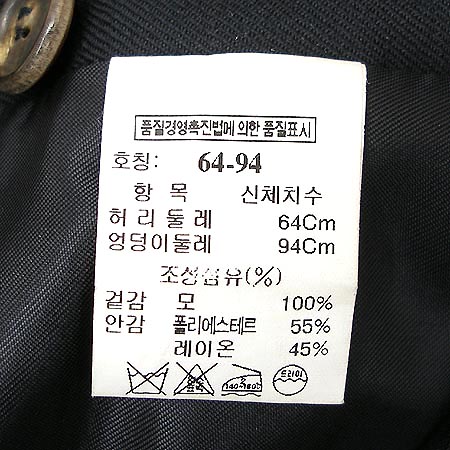 품질경영촉진법에 의한 품질표시
호칭: 64-94
항 목 신체치수
허 리 둘 레 64Cm
엉덩이둘레 94Cm
조성섬유(%)
겉감 모 100%
안감 폴리에스테르 55%
레이온 45%
140~160℃ 드라이